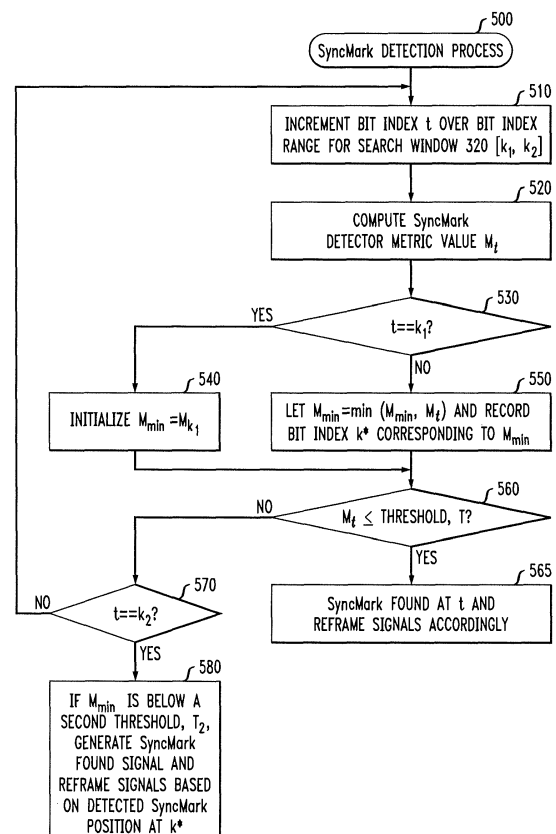 500
SyncMark DETECTION PROCESS
510
INCREMENT BIT INDEX t OVER BIT INDEX
RANGE FOR SEARCH WINDOW 320 [k1, k2]
520
COMPUTE SyncMark
DETECTOR METRIC VALUE Mt
530
YES
t==k1?
NO
540
INITIALIZE Mmin =Mk1
550
LET Mmin=min (Mmin, Mt) AND RECORD
BIT INDEX k* CORRESPONDING TO Mmin
560
NO
Mt ≤ THRESHOLD, T?
YES
565
SyncMark FOUND AT t AND
REFRAME SIGNALS ACCORDINGLY
570
NO
t==k2?
YES
580
IF Mmin IS BELOW A
SECOND THRESHOLD, T2,
GENERATE SyncMark
FOUND SIGNAL AND
REFRAME SIGNALS BASED
ON DETECTED SyncMark
POSITION AT k*